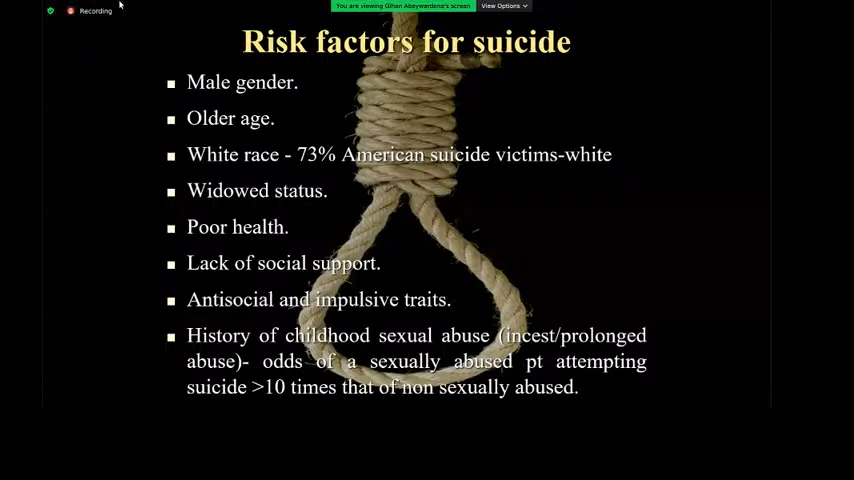 Recording
You are viewing Gihan Abeywardena's screen
View Options
Risk factors for suicide
Male gender.
Older age.
White race - 73% American suicide victims-white
Widowed status.
Poor health.
Lack of social support.
Antisocial and impulsive traits.
History of childhood sexual abuse (incest/prolonged
abuse)- odds of a sexually abused pt attempting
suicide >10 times that of non sexually abused.